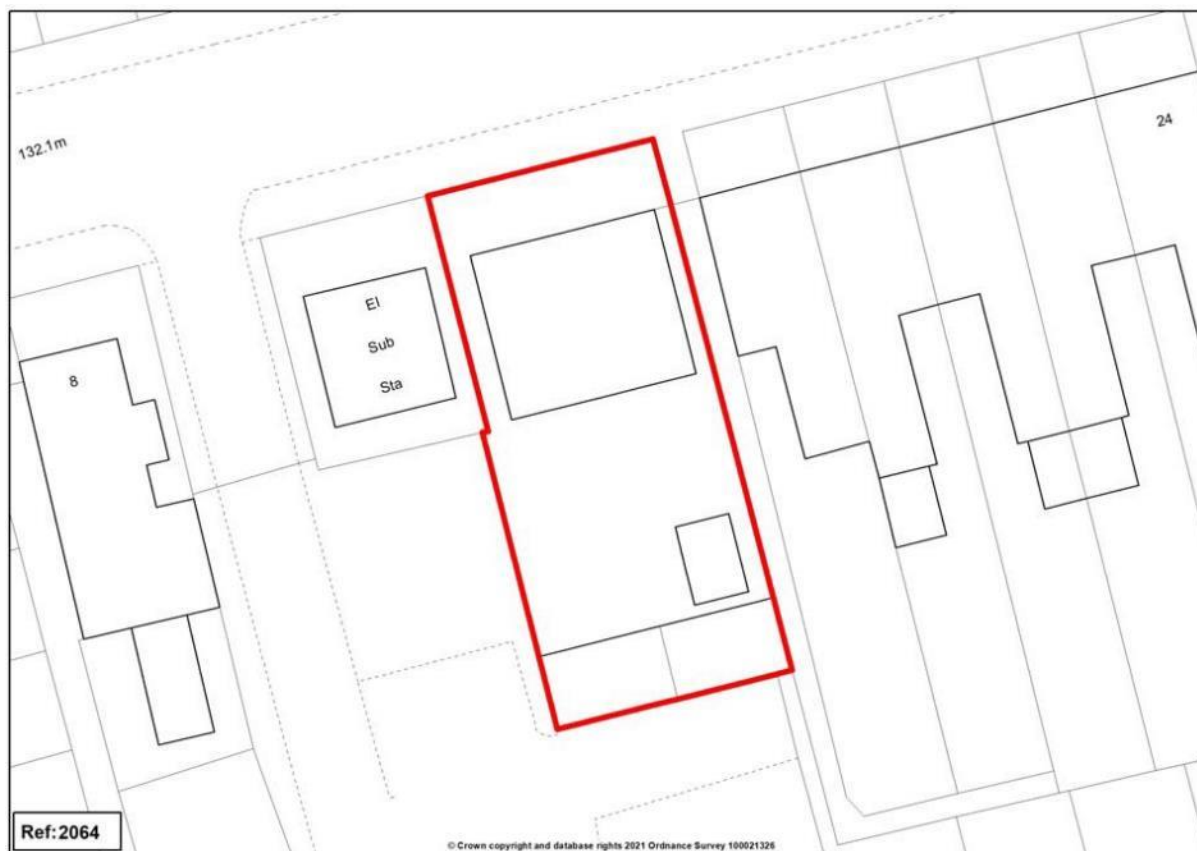 132.1m
24
El
Sub
Sta
8
Ref:2064
© Crown copyright and database rights 2021 Ordnance Survey 100021326